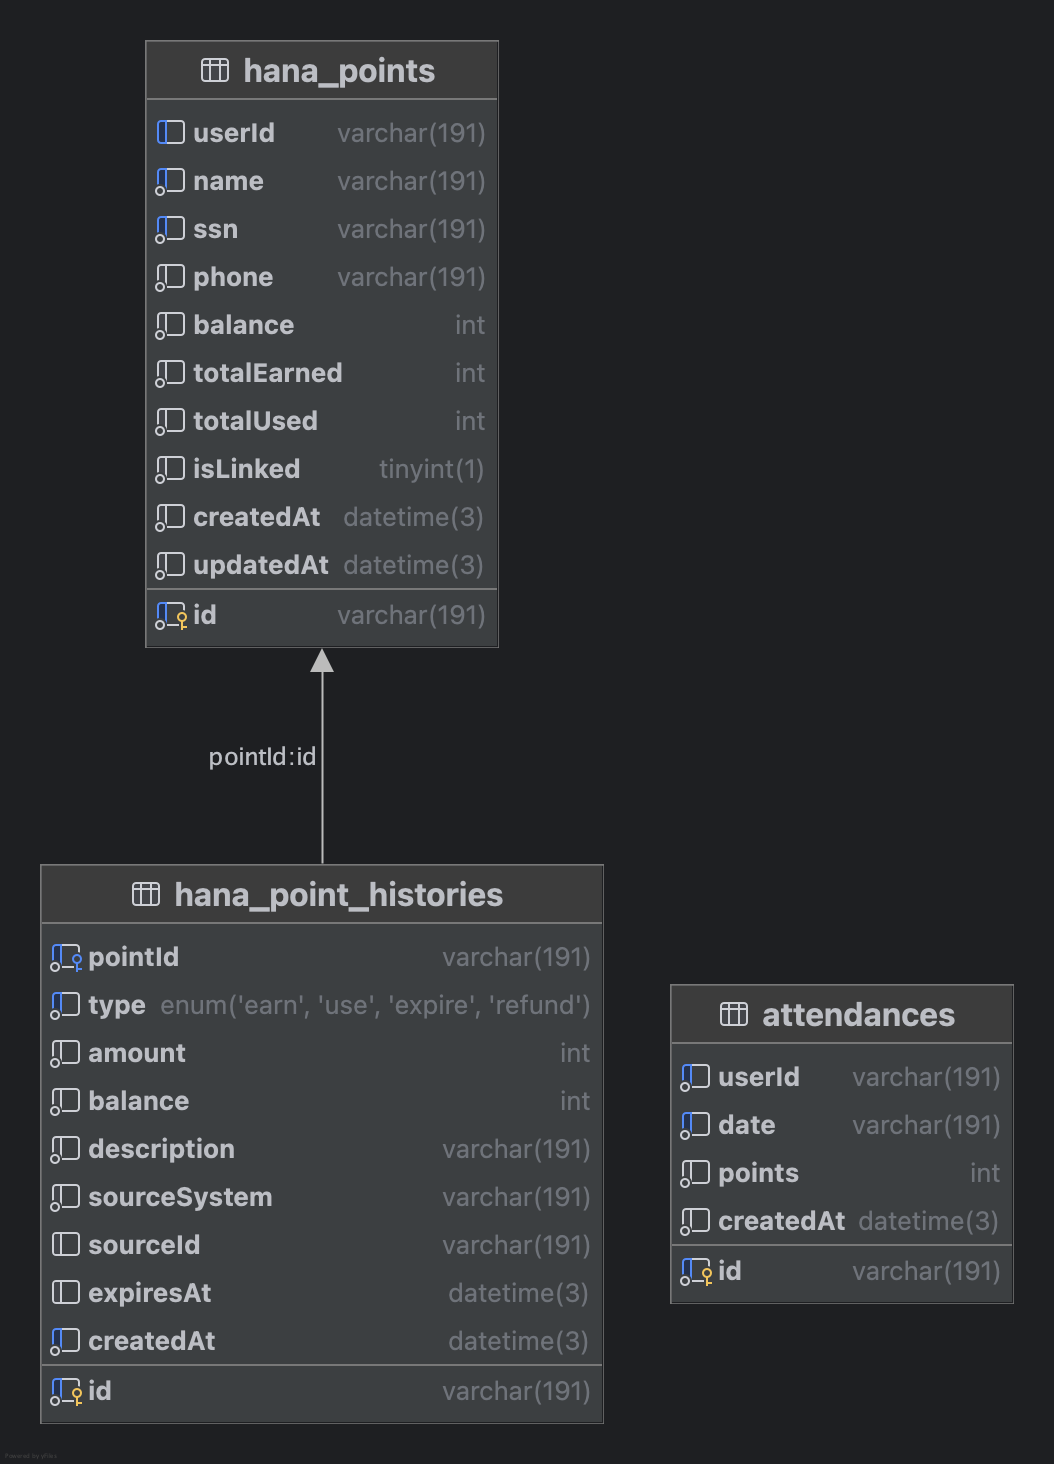 hana_points
userId varchar(191)
name varchar(191)
ssn varchar(191)
phone varchar(191)
balance int
totalEarned int
totalUsed int
isLinked tinyint(1)
createdAt datetime(3)
updatedAt datetime(3)
id varchar(191)
pointId:id
hana_point_histories
pointId varchar(191)
type enum('earn', 'use', 'expire', 'refund')
amount int
balance int
description varchar(191)
sourceSystem varchar(191)
sourceId varchar(191)
expiresAt datetime(3)
createdAt datetime(3)
id varchar(191)
attendances
userId varchar(191)
date varchar(191)
points int
createdAt datetime(3)
id varchar(191)
Powered by yFiles